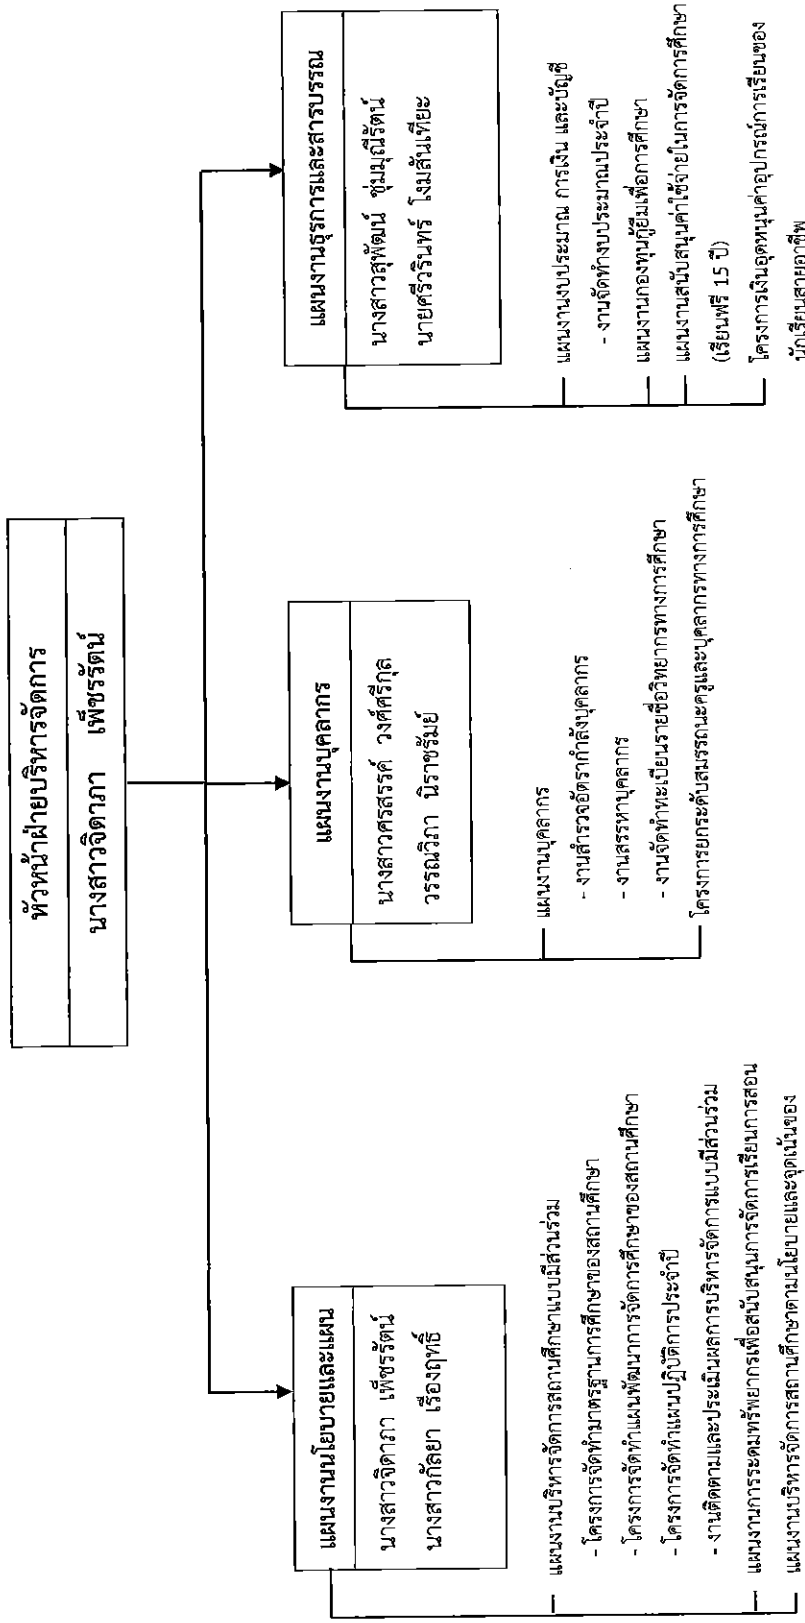 หัวหน้าฝ่ายบริหารจัดการ
นางสาวจิดาภา เพ็ชรรัตน์
แผนงานนโยบายและแผน
นางสาวจิดาภา เพ็ชรรัตน์
นางสาวกัลยา เรืองฤทธิ์
แผนงานบริหารจัดการสถานศึกษาแบบมีส่วนร่วม
- โครงการจัดทำมาตรฐานการศึกษาของสถานศึกษา
- โครงการจัดทำแผนพัฒนาการจัดการศึกษาของสถานศึกษา
- โครงการจัดทำแผนปฏิบัติการประจำปี
- งานติดตามและประเมินผลการบริหารจัดการแบบมีส่วนร่วม
แผนงานการระดมทรัพยากรเพื่อสนับสนุนการจัดการเรียนการสอน
แผนงานบริหารจัดการสถานศึกษาตามนโยบายและจุดเน้นของ
แผนงานบุคลากร
นางสาวศรสรรค์ วงศ์ศรีกุล
วรรณวิภา นิราชรัมย์
แผนงานบุคลากร
- งานสำรวจอัตรากำลังบุคลากร
- งานสรรหาบุคลากร
- งานจัดทำทะเบียนรายชื่อวิทยากรทางการศึกษา
โครงการยกระดับสมรรถนะครูและบุคลากรทางการศึกษา
แผนงานธุรการและสารบรรณ
นางสาวสุพัฒน์ ชุ่มมุณีรัตน์
นายศรีวรินทร์ โงมสันเทียะ
แผนงานงบประมาณ การเงิน และบัญชี
- งานจัดทำงบประมาณประจำปี
แผนงานกองทุนกู้ยืมเพื่อการศึกษา
แผนงานสนับสนุนค่าใช้จ่ายในการจัดการศึกษา
(เรียนฟรี 15 ปี)
โครงการเงินอุดหนุนค่าอุปกรณ์การเรียนของ
นักเรียนสายอาชีพ